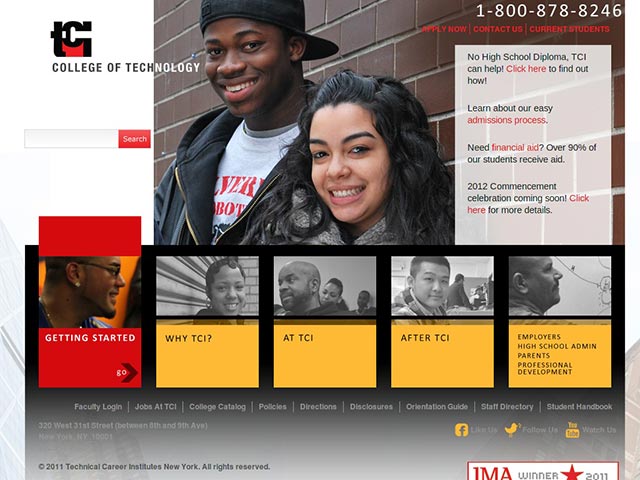 1-800-878-8246
APPLY NOW | CONTACT US | CURRENT STUDENTS
tci
COLLEGE OF TECHNOLOGY
No High School Diploma, TCI
can help! Click here to find out
how!
Learn about our easy
admissions process.
Need financial aid? Over 90% of
our students receive aid.
2012 Commencement
celebration coming soon! Click
here for more details.
Search
GETTING STARTED
go
WHY TCI?
AT TCI
AFTER TCI
EMPLOYERS
HIGH SCHOOL ADMIN
PARENTS
PROFESSIONAL
DEVELOPMENT
Faculty Login | Jobs At TCI | College Catalog | Policies | Directions | Disclosures | Orientation Guide | Staff Directory | Student Handbook
320 West 31st Street (between 8th and 9th Ave)
New York, NY, 10001
Like Us Follow Us You Tube Watch Us
© 2011 Technical Career Institutes New York. All rights reserved.
IMA WINNER 2011